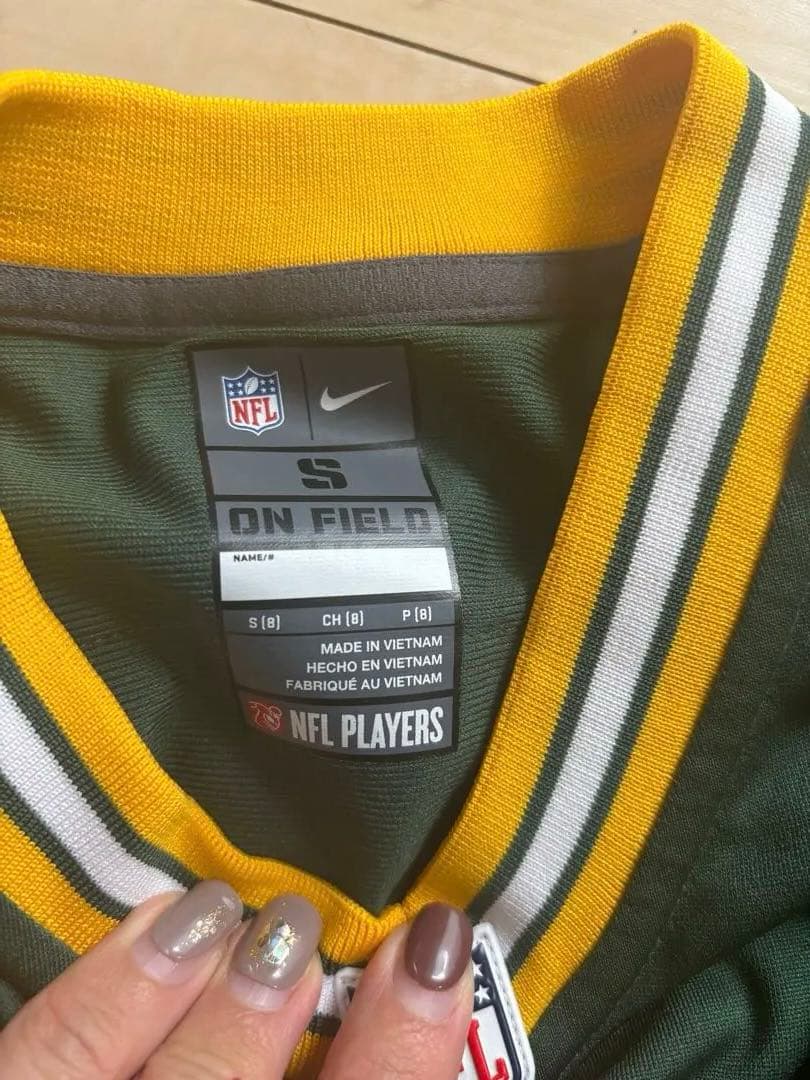 NFL
S
ON FIELD
NAME/#
S (8) CH (8) P (8)
MADE IN VIETNAM
HECHO EN VIETNAM
FABRIQUÉ AU VIETNAM
NFL PLAYERS
L